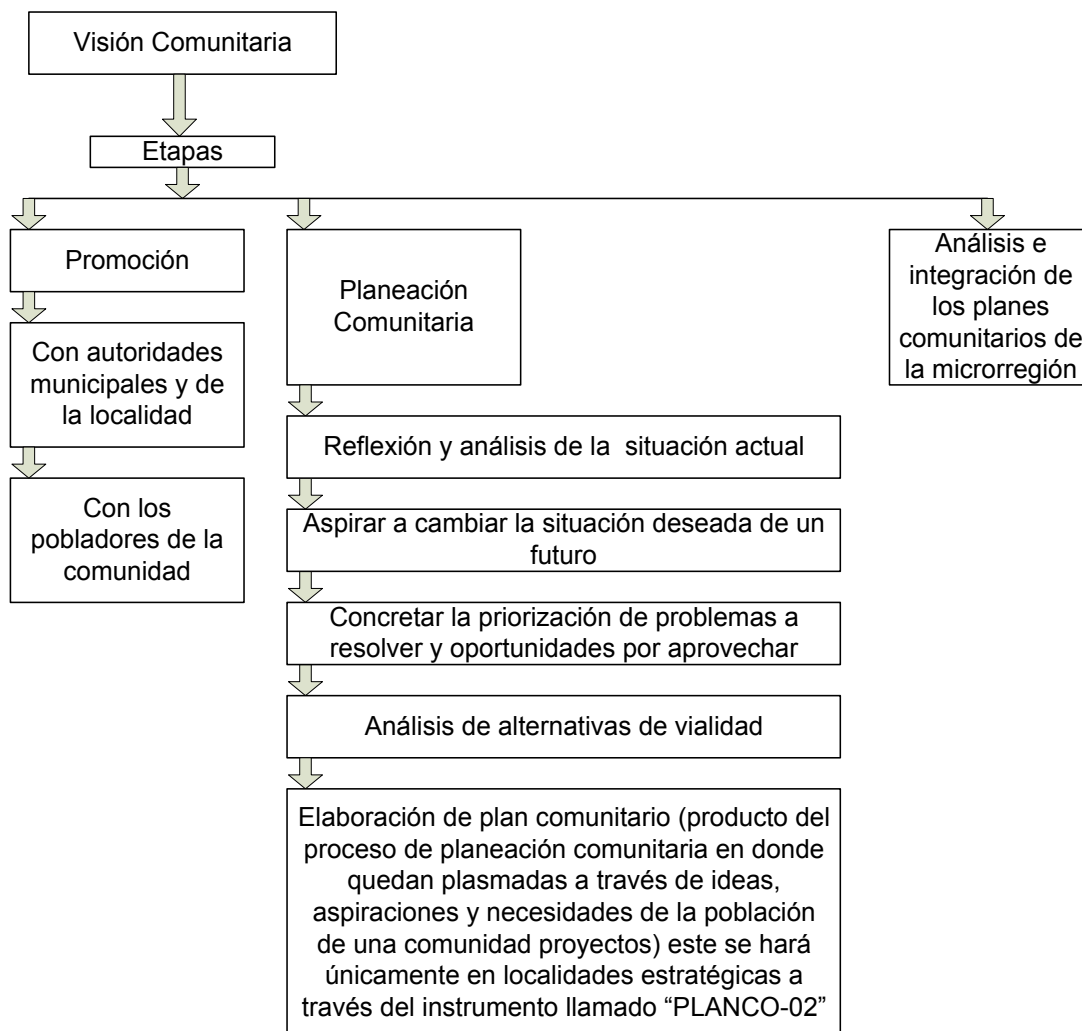 Visión Comunitaria
Etapas
Promoción
Con autoridades
municipales y de
la localidad
Con los
pobladores de la
comunidad
Planeación
Comunitaria
Reflexión y análisis de la situación actual
Aspirar a cambiar la situación deseada de un
futuro
Concretar la priorización de problemas a
resolver y oportunidades por aprovechar
Análisis de alternativas de vialidad
Elaboración de plan comunitario (producto del
proceso de planeación comunitaria en donde
quedan plasmadas a través de ideas,
aspiraciones y necesidades de la población
de una comunidad proyectos) este se hará
únicamente en localidades estratégicas a
través del instrumento llamado “PLANCO-02”
Análisis e
integración de
los planes
comunitarios de
la microrregión